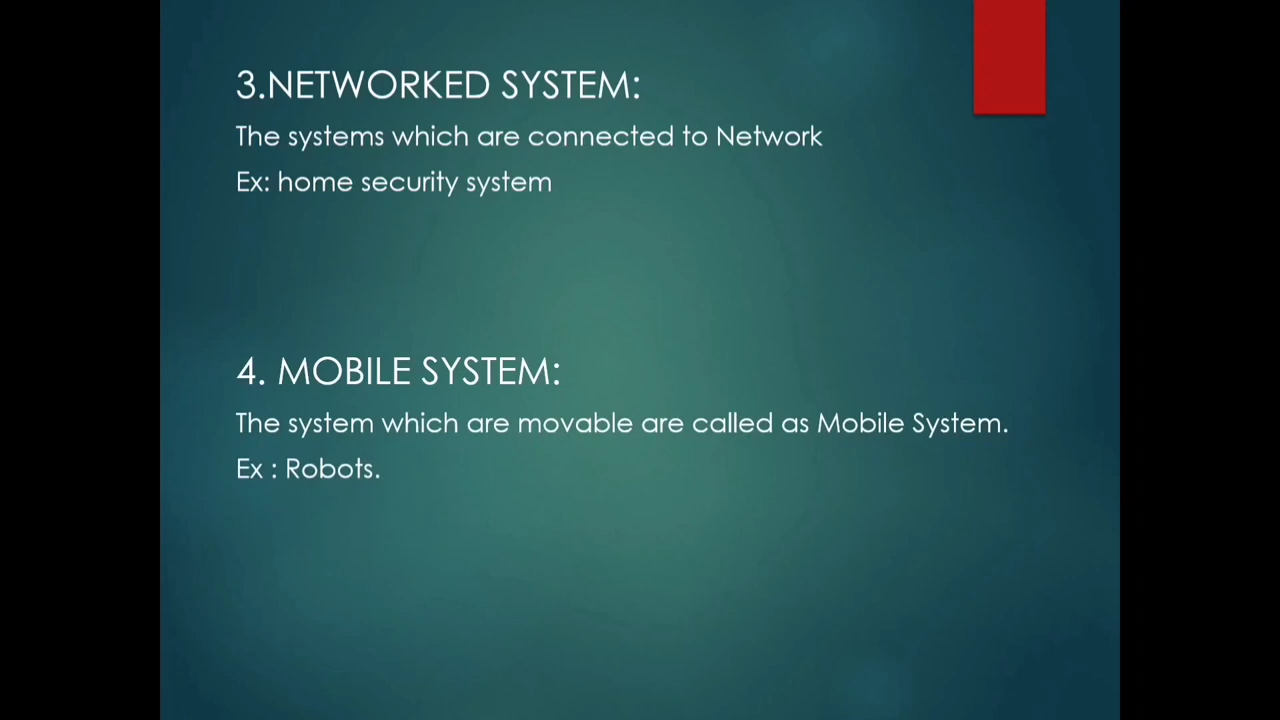 3.NETWORKED SYSTEM:
The systems which are connected to Network
Ex: home security system
4. MOBILE SYSTEM:
The system which are movable are called as Mobile System.
Ex : Robots.